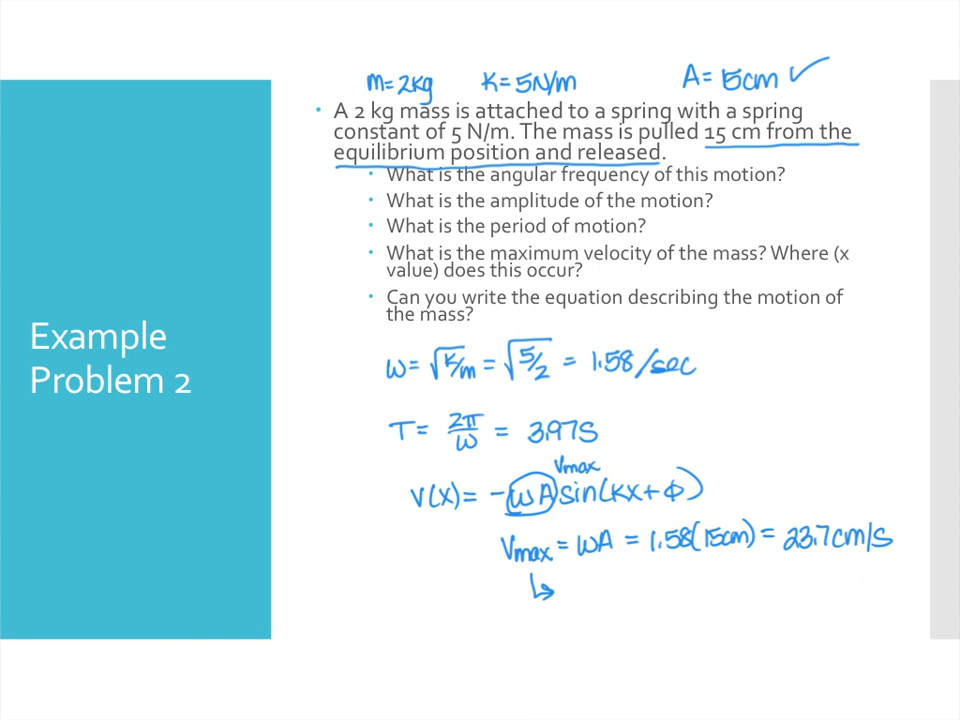 m=2kg K=5N/m A=15cm ✓
• A 2 kg mass is attached to a spring with a spring
constant of 5 N/m. The mass is pulled 15 cm from the
equilibrium position and released.
• What is the angular frequency of this motion?
• What is the amplitude of the motion?
• What is the period of motion?
• What is the maximum velocity of the mass? Where (x
value) does this occur?
• Can you write the equation describing the motion of
the mass?
Example
Problem 2
ω=√K/m = √5/2 = 1.58/sec
T= 2π/ω = 3.97s
Vmax
V(X)= -ωA sin(KX+φ)
Vmax = ωA = 1.58(15cm) = 23.7cm/s
↳